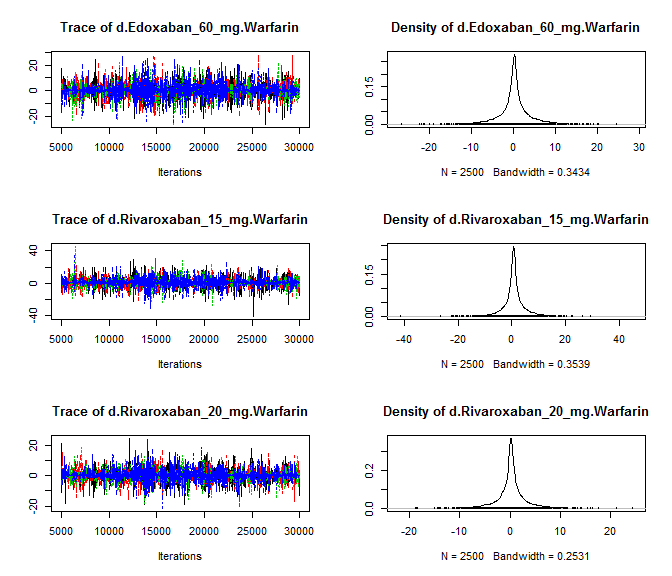 Trace of d.Edoxaban_60_mg.Warfarin
20
0
-20
5000 10000 15000 20000 25000 30000
Iterations
Density of d.Edoxaban_60_mg.Warfarin
0.15
0.00
-20 -10 0 10 20 30
N = 2500 Bandwidth = 0.3434
Trace of d.Rivaroxaban_15_mg.Warfarin
40
0
-40
5000 10000 15000 20000 25000 30000
Iterations
Density of d.Rivaroxaban_15_mg.Warfarin
0.15
0.00
-40 -20 0 20 40
N = 2500 Bandwidth = 0.3539
Trace of d.Rivaroxaban_20_mg.Warfarin
20
0
-20
5000 10000 15000 20000 25000 30000
Iterations
Density of d.Rivaroxaban_20_mg.Warfarin
0.2
0.0
-20 -10 0 10 20
N = 2500 Bandwidth = 0.2531